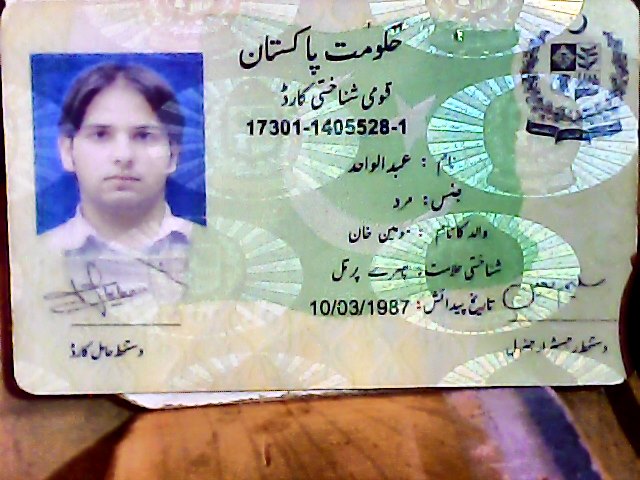 حکومت پاکستان
قومی شناختی کارڈ
17301-1405528-1
نام : عبدالواحد
جنس: مرد
والد کا نام : مومین خان
شناختی علامت: چہرے پر تل
تاریخ پیدائش: 10/03/1987
دستخط حامل کارڈ
دستخط رجسٹرار جنرل